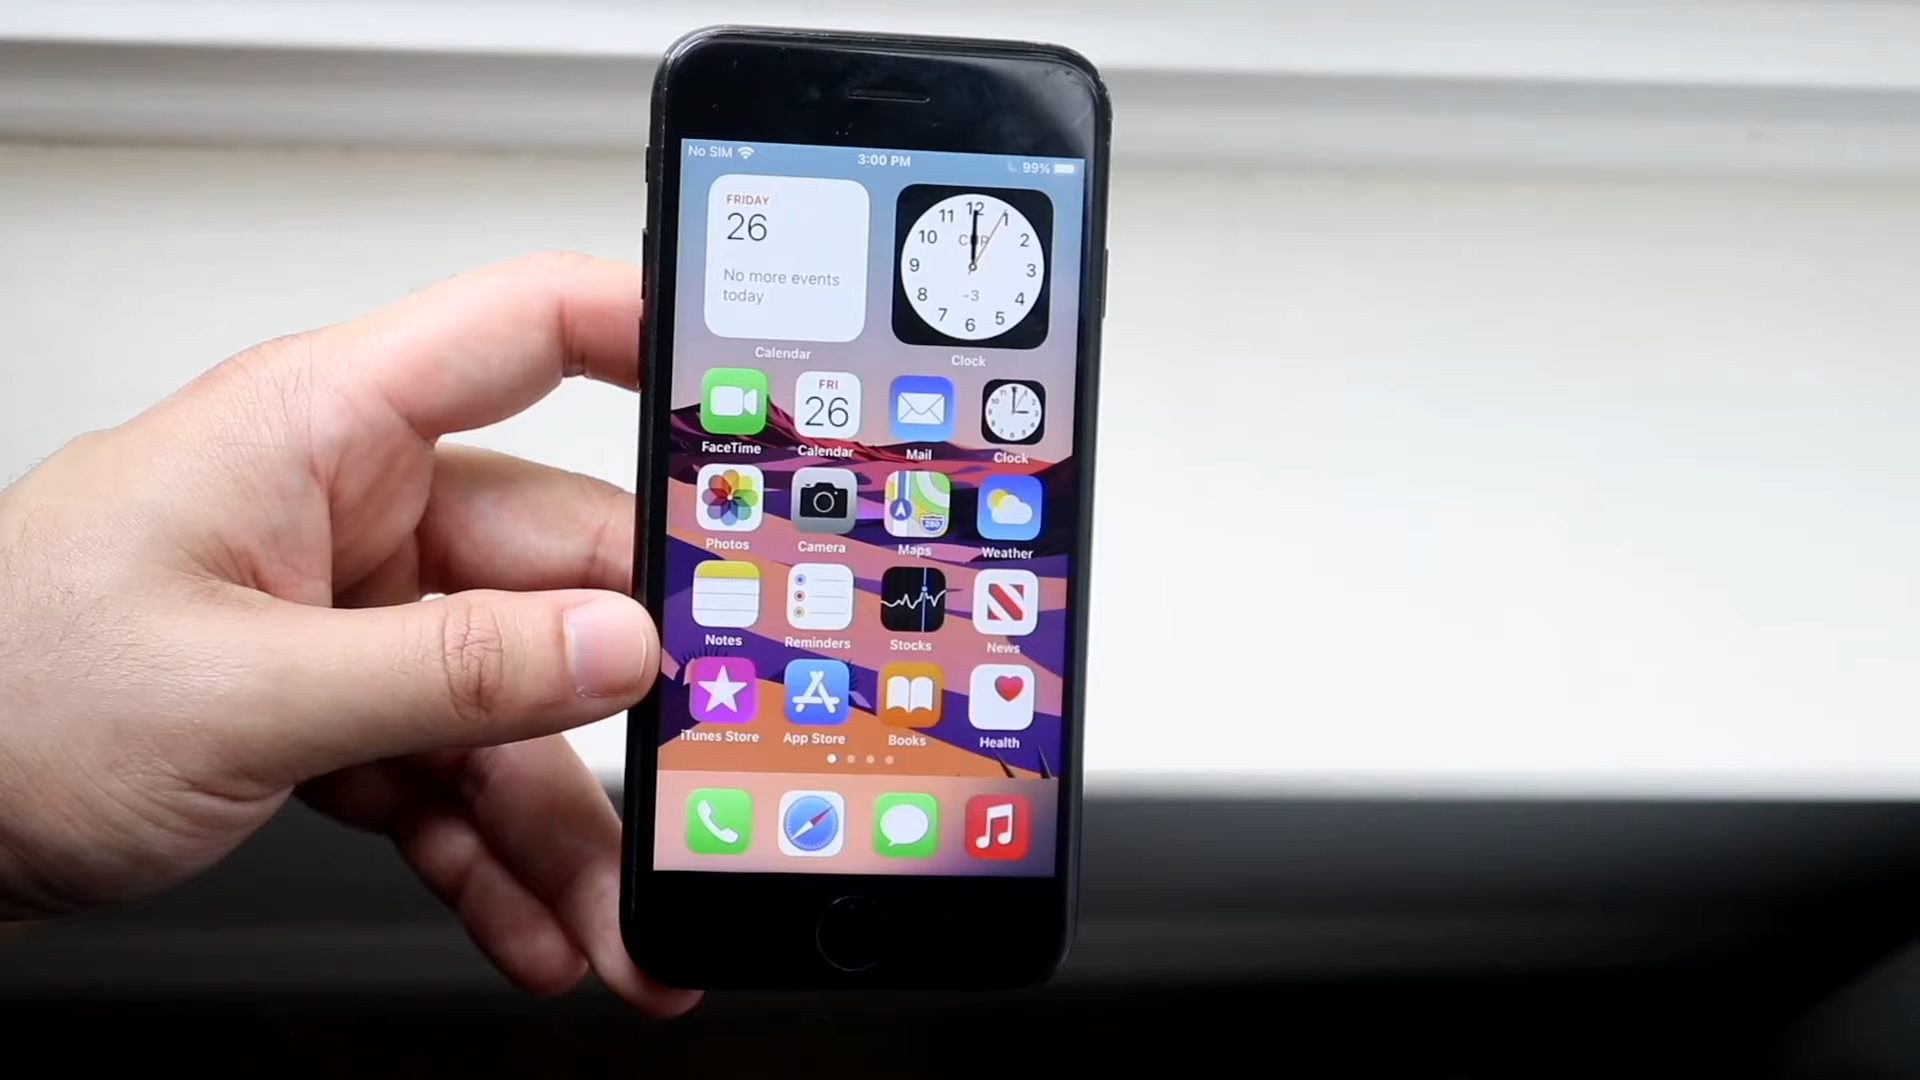 No SIM 3:00 PM 99%
FRIDAY
26
No more events
today
12
11 1
10 CUP 2
9 3
8 -3 4
7 5
6
Calendar Clock
FRI
26
FaceTime Calendar Mail Clock
280
Photos Camera Maps Weather
Notes Reminders Stocks News
iTunes Store App Store Books Health